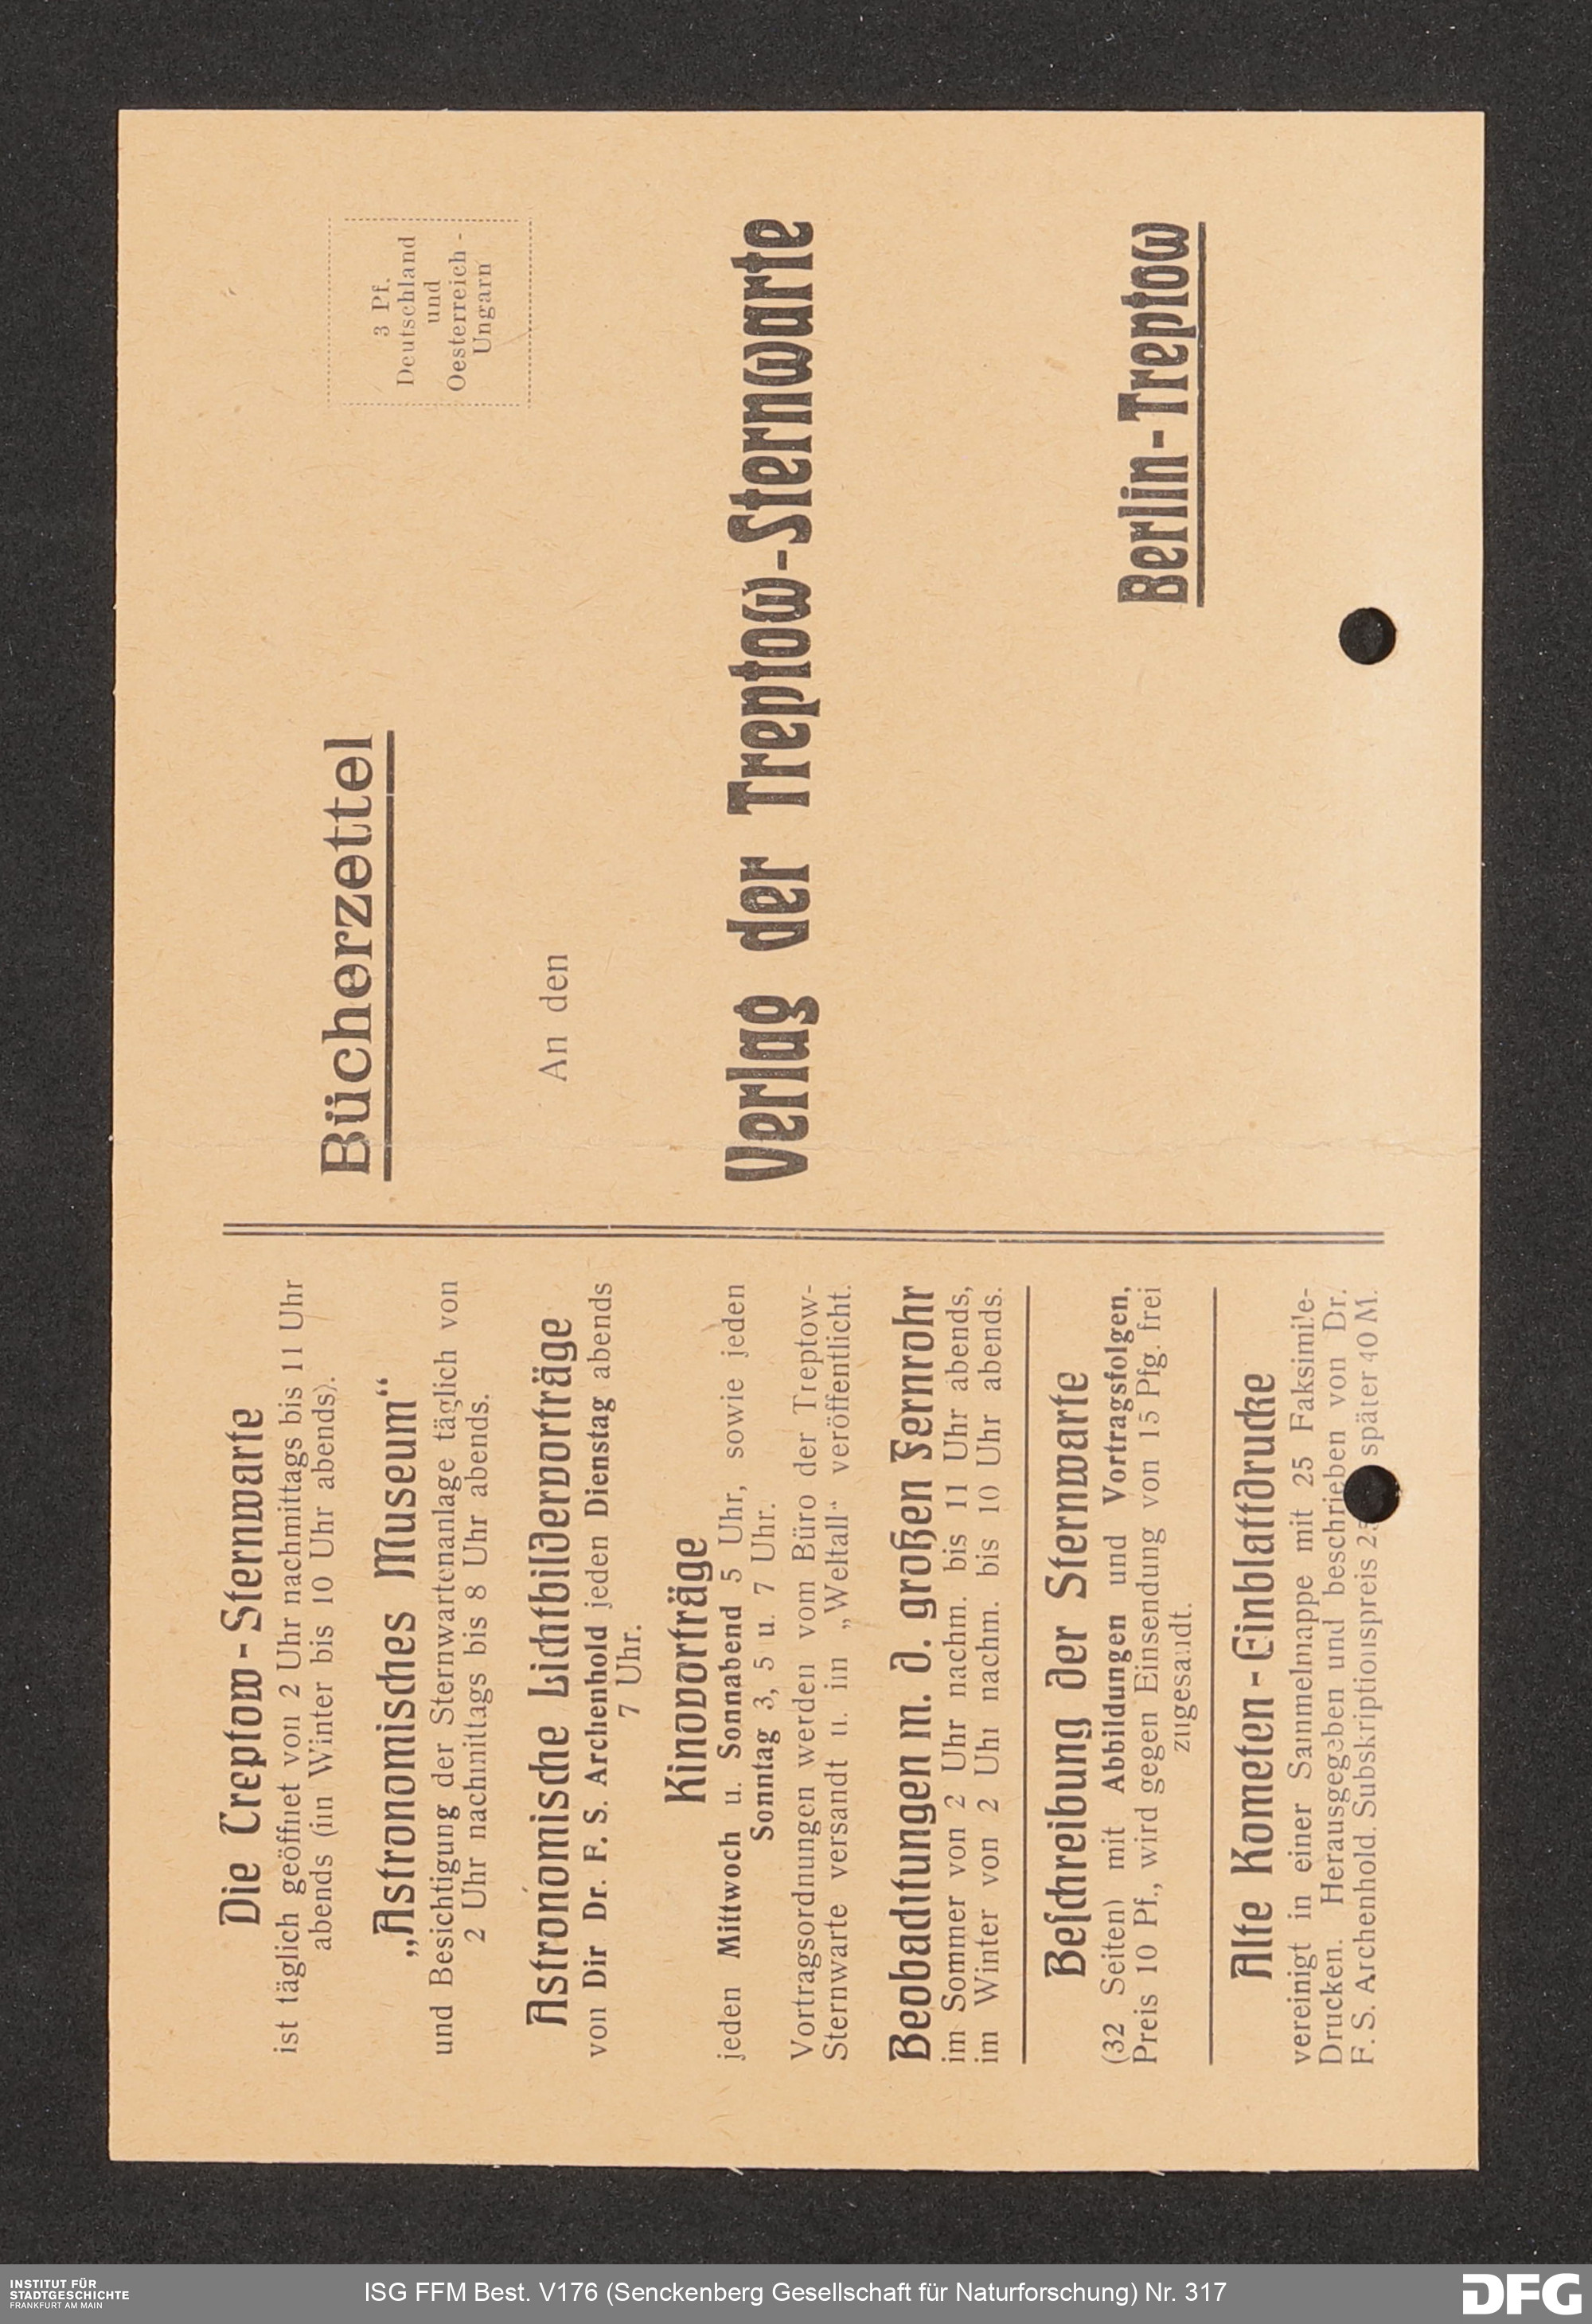 Die Treptow-Sternwarte
ist täglich geöffnet von 2 Uhr nachmittags bis 11 Uhr
abends (im Winter bis 10 Uhr abends).
„Astronomisches Museum“
und Besichtigung der Sternwartenanlage täglich von
2 Uhr nachmittags bis 8 Uhr abends.
Astronomische Lichtbildervorträge
von Dir Dr. F. S. Archenhold jeden Dienstag abends
7 Uhr.
Kinovorträge
jeden Mittwoch u. Sonnabend 5 Uhr, sowie jeden
Sonntag 3, 5 u. 7 Uhr.
Vortragsordnungen werden vom Büro der Treptow-
Sternwarte versandt u. im „Weltall“ veröffentlicht.
Beobachtungen m. d. großen Fernrohr
im Sommer von 2 Uhr nachm. bis 11 Uhr abends,
im Winter von 2 Uhr nachm. bis 10 Uhr abends.
Beſchreibung der Sternwarte
(32 Seiten) mit Abbildungen und Vortragsfolgen,
Preis 10 Pf., wird gegen Einsendung von 15 Pfg. frei
zugesandt.
Alte Kometen-Einblattdrucke
vereinigt in einer Sammelmappe mit 25 Faksimile-
Drucken. Herausgegeben und beschrieben von Dr.
F. S. Archenhold. Subskriptionspreis später 40 M.
Bücherzettel
3 Pf.
Deutschland
und
Oesterreich-
Ungarn
An den
Verlag der Treptow-Sternwarte
Berlin-Treptow
INSTITUT FÜR
STADTGESCHICHTE
FRANKFURT AM MAIN
ISG FFM Best. V176 (Senckenberg Gesellschaft für Naturforschung) Nr. 317
DFG